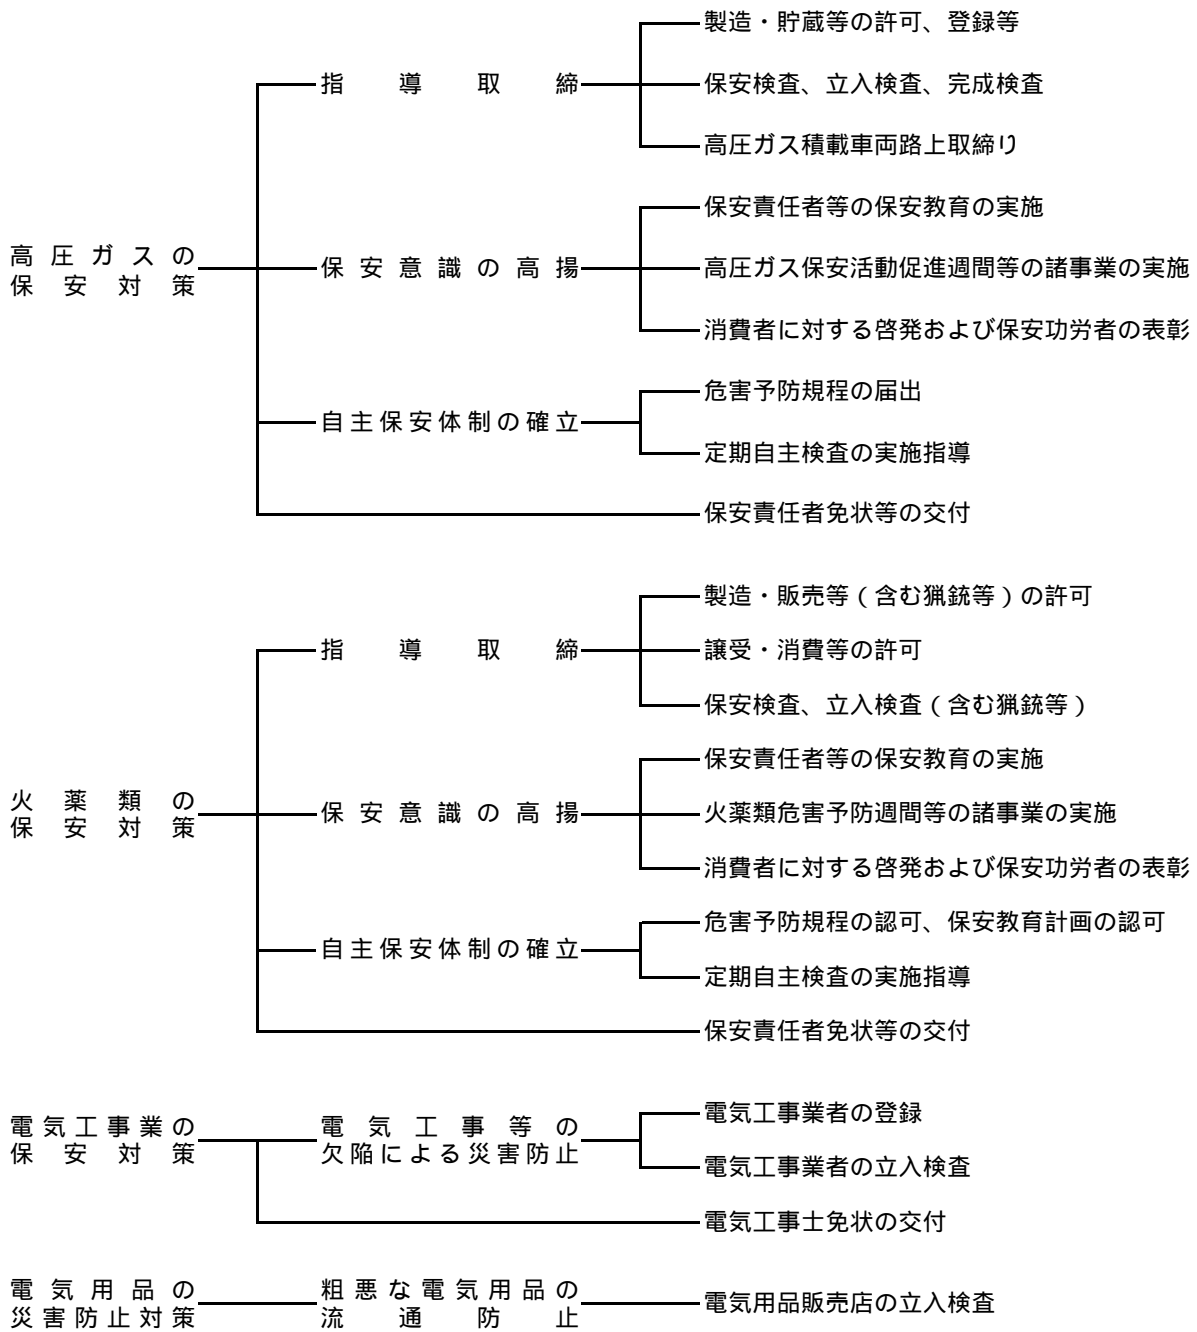 製造・貯蔵等の許可、登録等
指導取締
保安検査、立入検査、完成検査
高圧ガス積載車両路上取締り
保安責任者等の保安教育の実施
高圧ガスの
保安対策
保安意識の高揚
高圧ガス保安活動促進週間等の諸事業の実施
消費者に対する啓発および保安功労者の表彰
危害予防規程の届出
自主保安体制の確立
定期自主検査の実施指導
保安責任者免状等の交付
製造・販売等(含む猟銃等)の許可
指導取締
譲受・消費等の許可
保安検査、立入検査(含む猟銃等)
保安責任者等の保安教育の実施
火薬類の
保安対策
保安意識の高揚
火薬類危害予防週間等の諸事業の実施
消費者に対する啓発および保安功労者の表彰
危害予防規程の認可、保安教育計画の認可
自主保安体制の確立
定期自主検査の実施指導
保安責任者免状等の交付
電気工事業の
保安対策
電気工事等の
欠陥による災害防止
電気工事業者の登録
電気工事業者の立入検査
電気工事士免状の交付
電気用品の
災害防止対策
粗悪な電気用品の
流通防止
電気用品販売店の立入検査